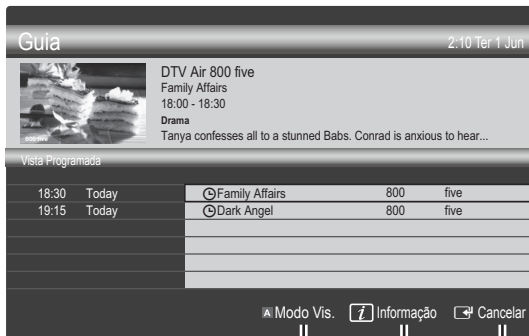 Guia 2:10 Ter 1 Jun
DTV Air 800 five
Family Affairs
18:00 - 18:30
Drama
Tanya confesses all to a stunned Babs. Conrad is anxious to hear...
800 five
Vista Programada
18:30 Today Family Affairs 800 five
19:15 Today Dark Angel 800 five
A Modo Vis. i Informação Cancelar